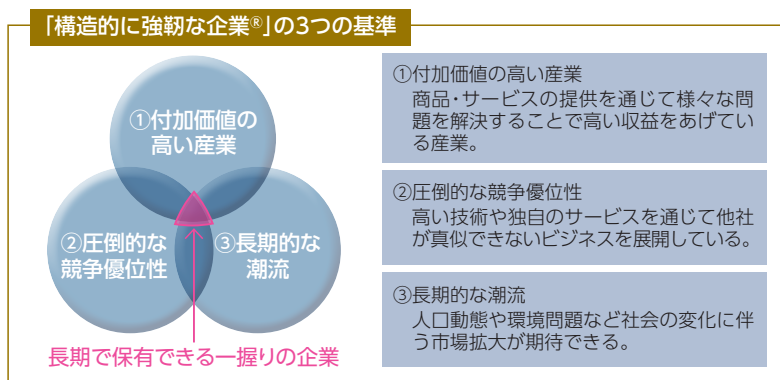 「構造的に強靭な企業®」の3つの基準
①付加価値の
高い産業
②圧倒的な
競争優位性
③長期的な
潮流
長期で保有できる一握りの企業
①付加価値の高い産業
商品・サービスの提供を通じて様々な問
題を解決することで高い収益をあげてい
る産業。
②圧倒的な競争優位性
高い技術や独自のサービスを通じて他社
が真似できないビジネスを展開している。
③長期的な潮流
人口動態や環境問題など社会の変化に伴
う市場拡大が期待できる。